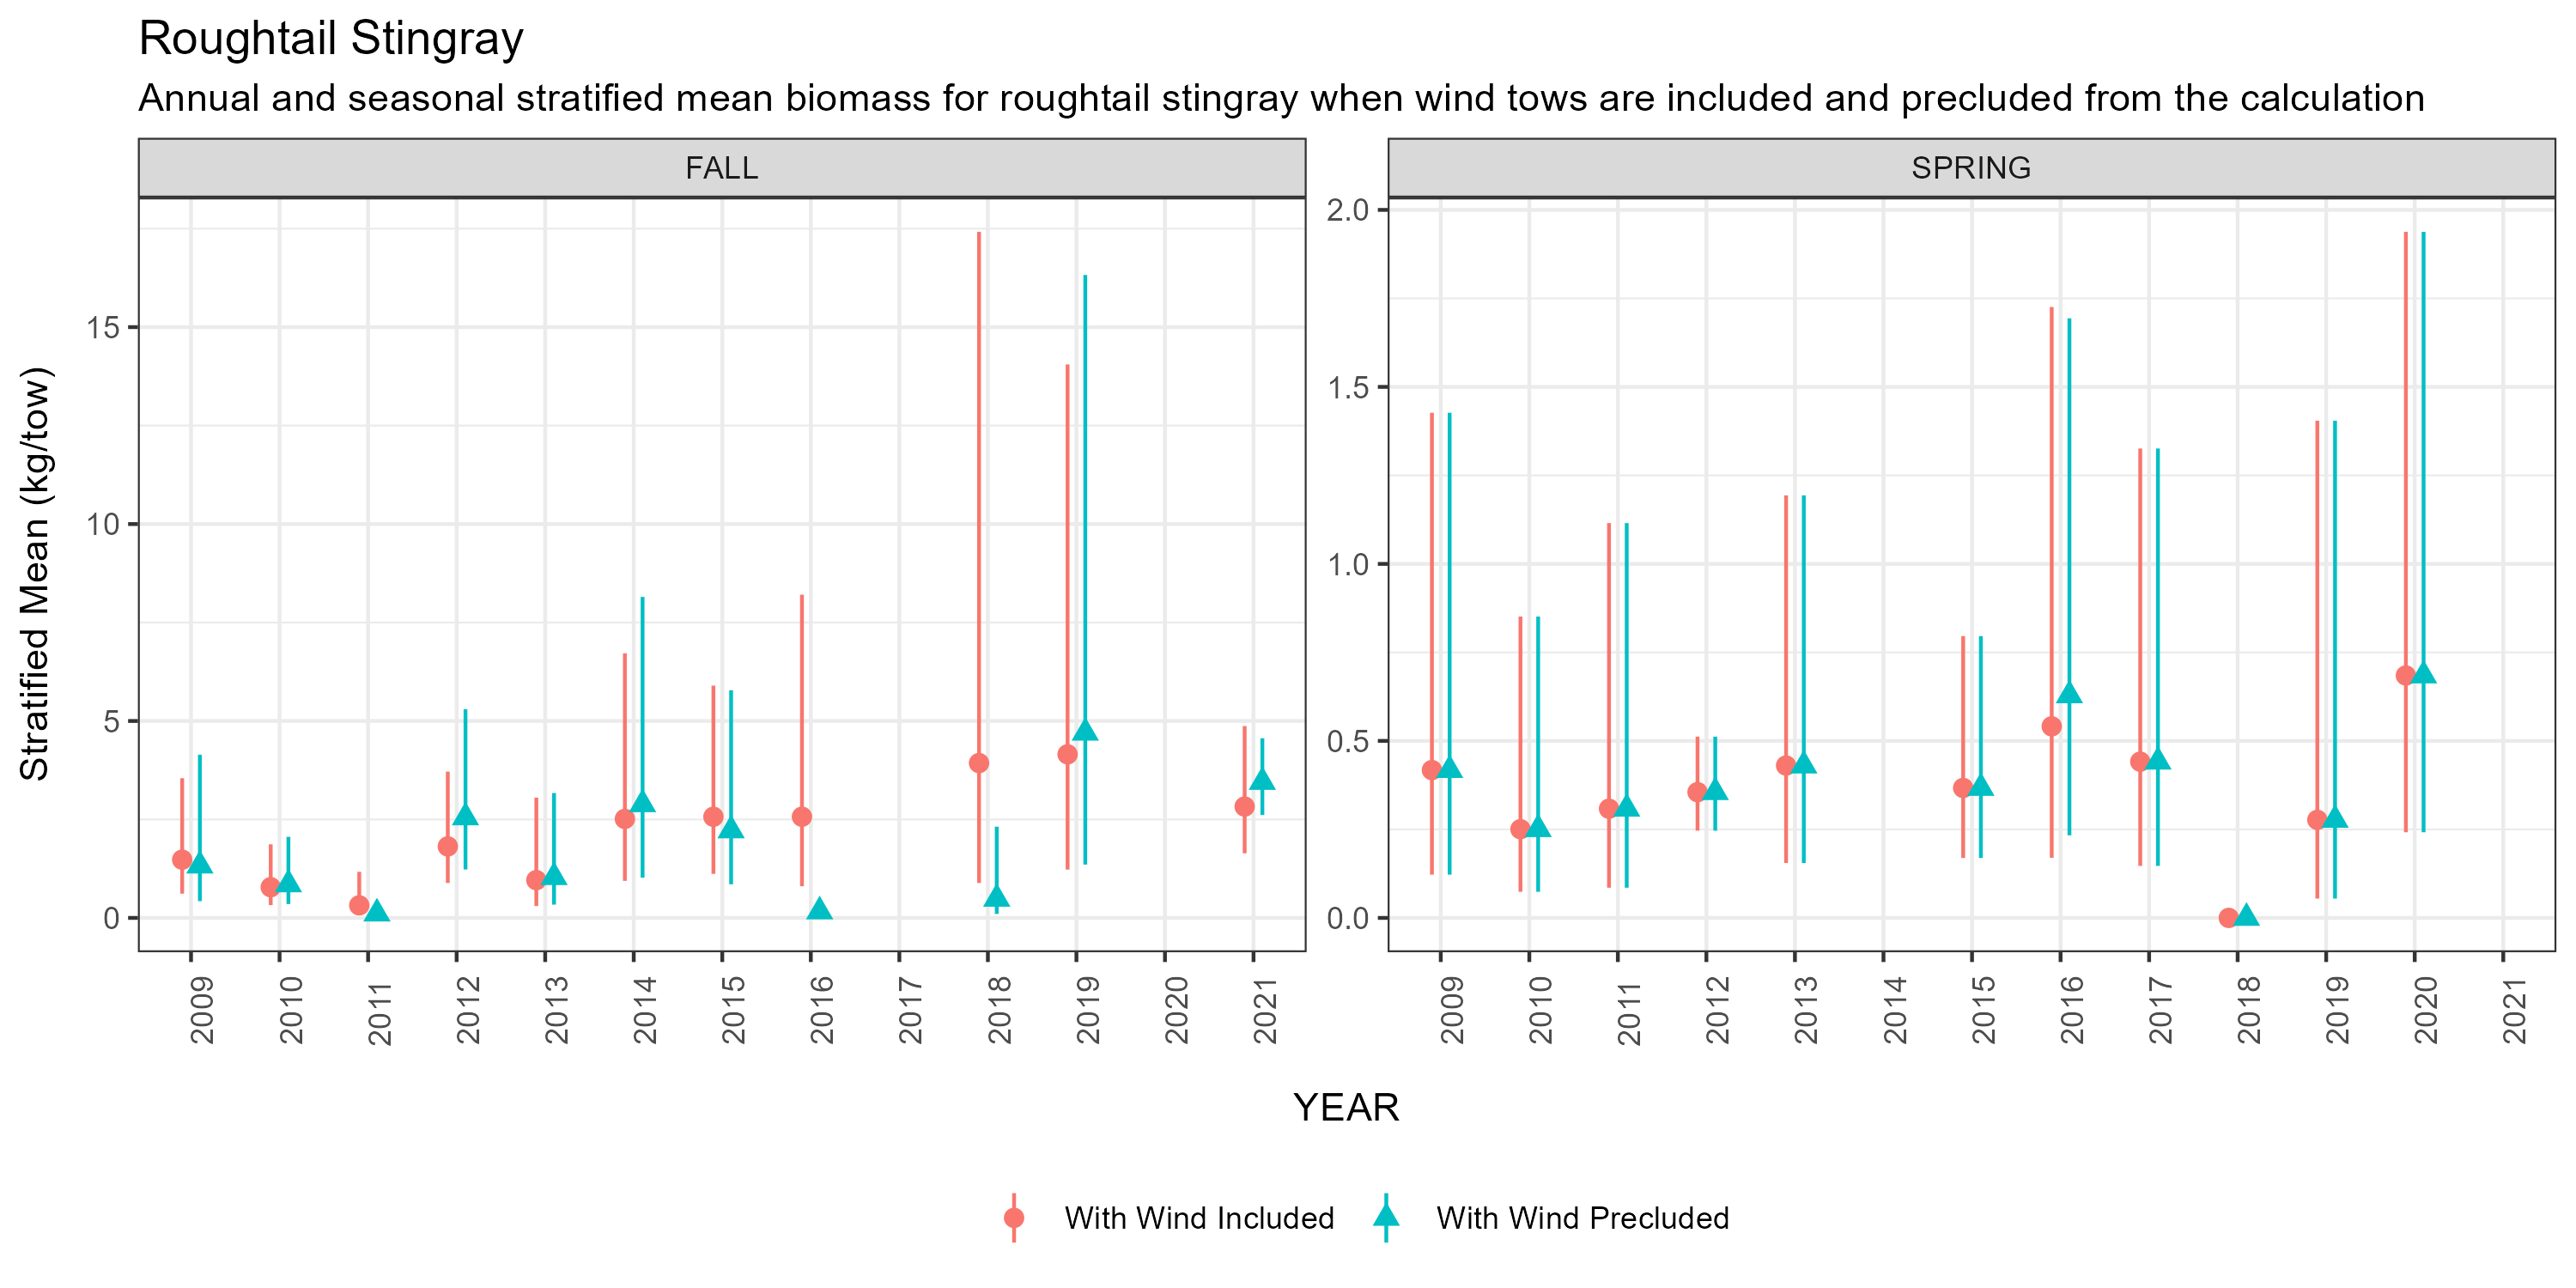 Roughtail Stingray
Annual and seasonal stratified mean biomass for roughtail stingray when wind tows are included and precluded from the calculation
FALL
SPRING
Stratified Mean (kg/tow)
15
10
5
0
2.0
1.5
1.0
0.5
0.0
2009 2010 2011 2012 2013 2014 2015 2016 2017 2018 2019 2020 2021
2009 2010 2011 2012 2013 2014 2015 2016 2017 2018 2019 2020 2021
YEAR
With Wind Included With Wind Precluded